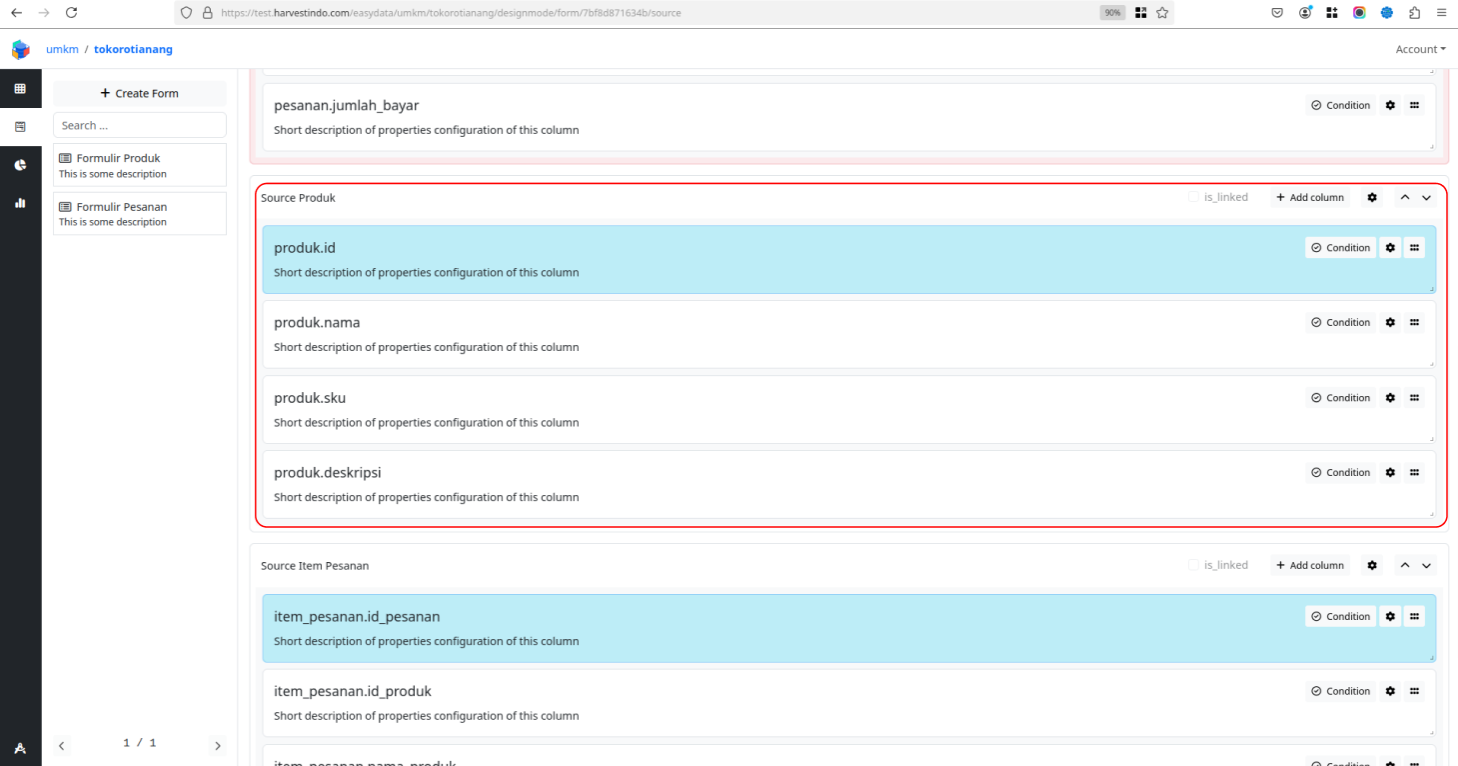 https://test.harvestindo.com/easydata/umkm/tokorotianang/designmode/form/7bf8d871634b/source
90%
umkm / tokorotianang
Account
+ Create Form
Search ...
Formulir Produk
This is some description
Formulir Pesanan
This is some description
1 / 1
pesanan.jumlah_bayar
Condition
Short description of properties configuration of this column
Source Produk
is_linked
+ Add column
produk.id
Condition
Short description of properties configuration of this column
produk.nama
Condition
Short description of properties configuration of this column
produk.sku
Condition
Short description of properties configuration of this column
produk.deskripsi
Condition
Short description of properties configuration of this column
Source Item Pesanan
is_linked
+ Add column
item_pesanan.id_pesanan
Condition
Short description of properties configuration of this column
item_pesanan.id_produk
Condition
Short description of properties configuration of this column
item_pesanan.nama_produk
Condition